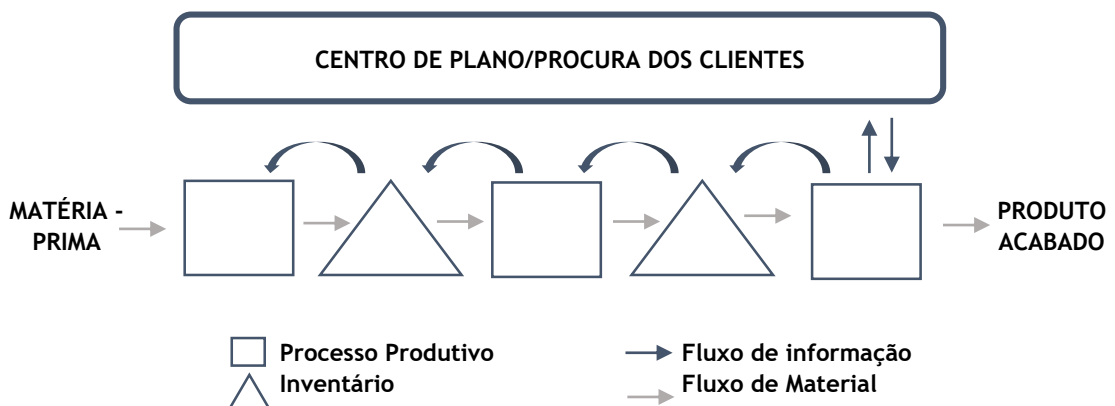 CENTRO DE PLANO/PROCURA DOS CLIENTES
MATÉRIA -
PRIMA
PRODUTO
ACABADO
Processo Produtivo
Fluxo de informação
Inventário
Fluxo de Material